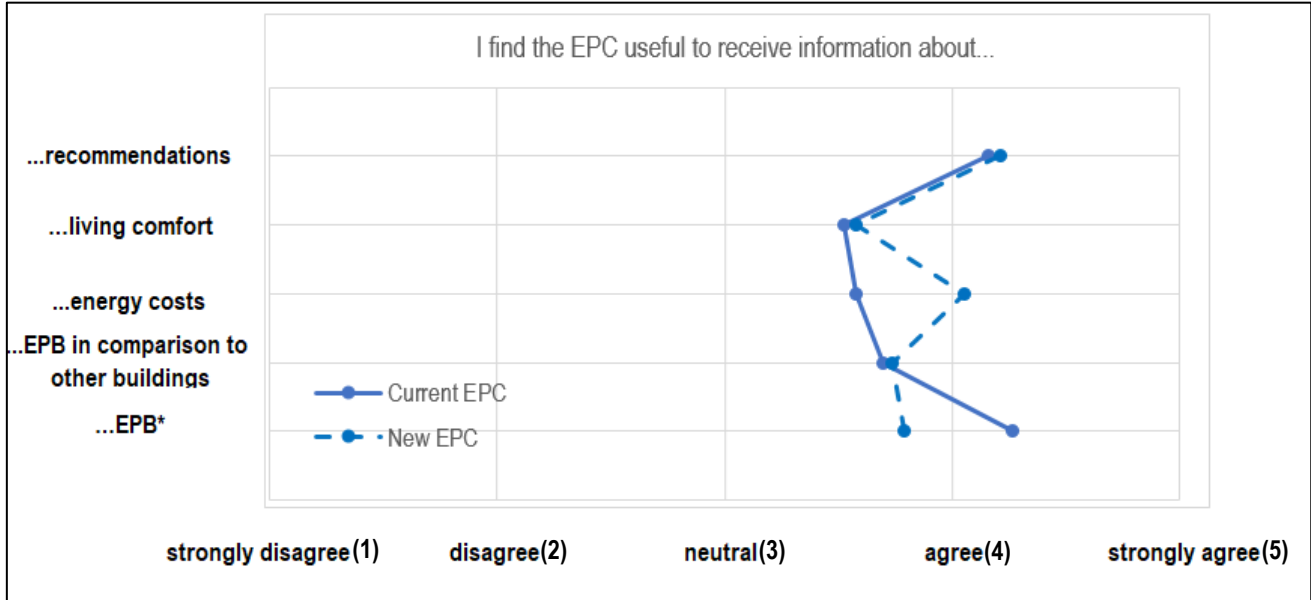 I find the EPC useful to receive information about...
...recommendations
...living comfort
...energy costs
...EPB in comparison to
other buildings
...EPB*
Current EPC
New EPC
strongly disagree(1) disagree(2) neutral(3) agree(4) strongly agree(5)